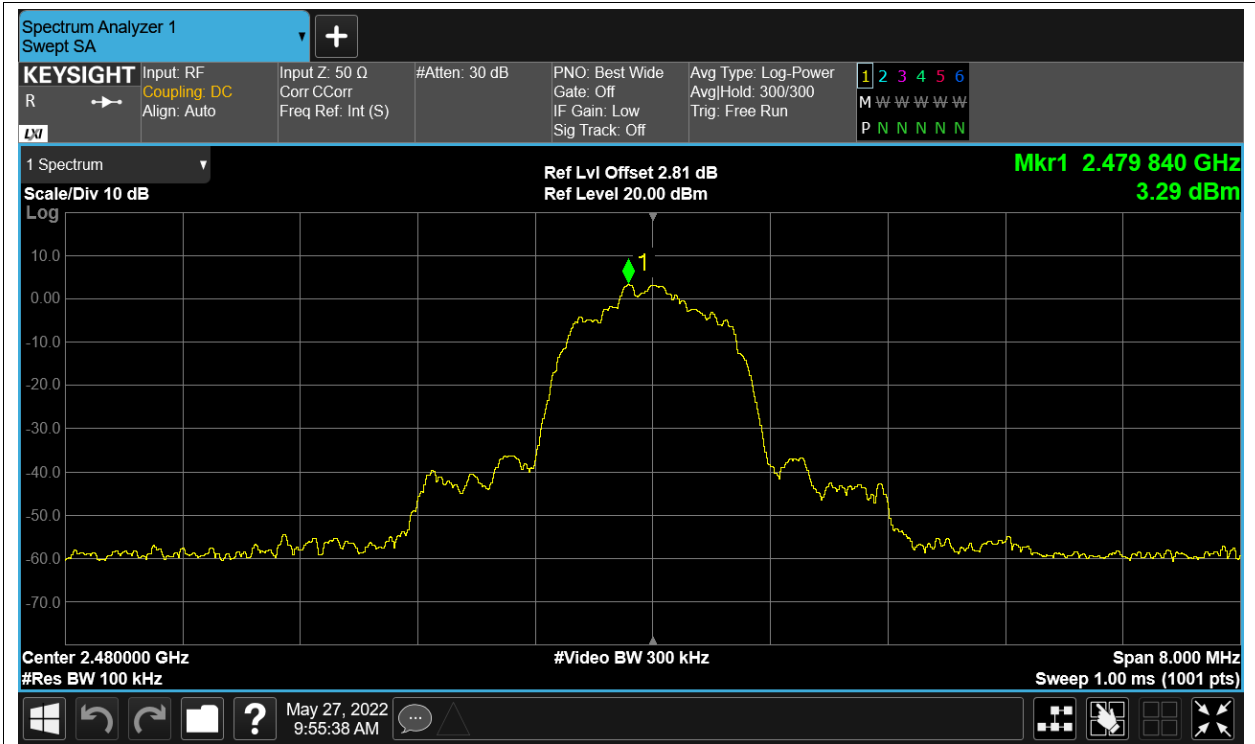 Spectrum Analyzer 1
Swept SA
KEYSIGHT
R
LXI
Input: RF
Coupling: DC
Align: Auto
Input Z: 50 Ω
Corr CCorr
Freq Ref: Int (S)
#Atten: 30 dB
PNO: Best Wide
Gate: Off
IF Gain: Low
Sig Track: Off
Avg Type: Log-Power
Avg|Hold: 300/300
Trig: Free Run
1 2 3 4 5 6
M W W W W W
P N N N N N
1 Spectrum
Scale/Div 10 dB
Ref Lvl Offset 2.81 dB
Ref Level 20.00 dBm
Mkr1 2.479 840 GHz
3.29 dBm
Log
1
10.0
0.00
-10.0
-20.0
-30.0
-40.0
-50.0
-60.0
-70.0
Center 2.480000 GHz
#Video BW 300 kHz
Span 8.000 MHz
#Res BW 100 kHz
Sweep 1.00 ms (1001 pts)
?
May 27, 2022
9:55:38 AM